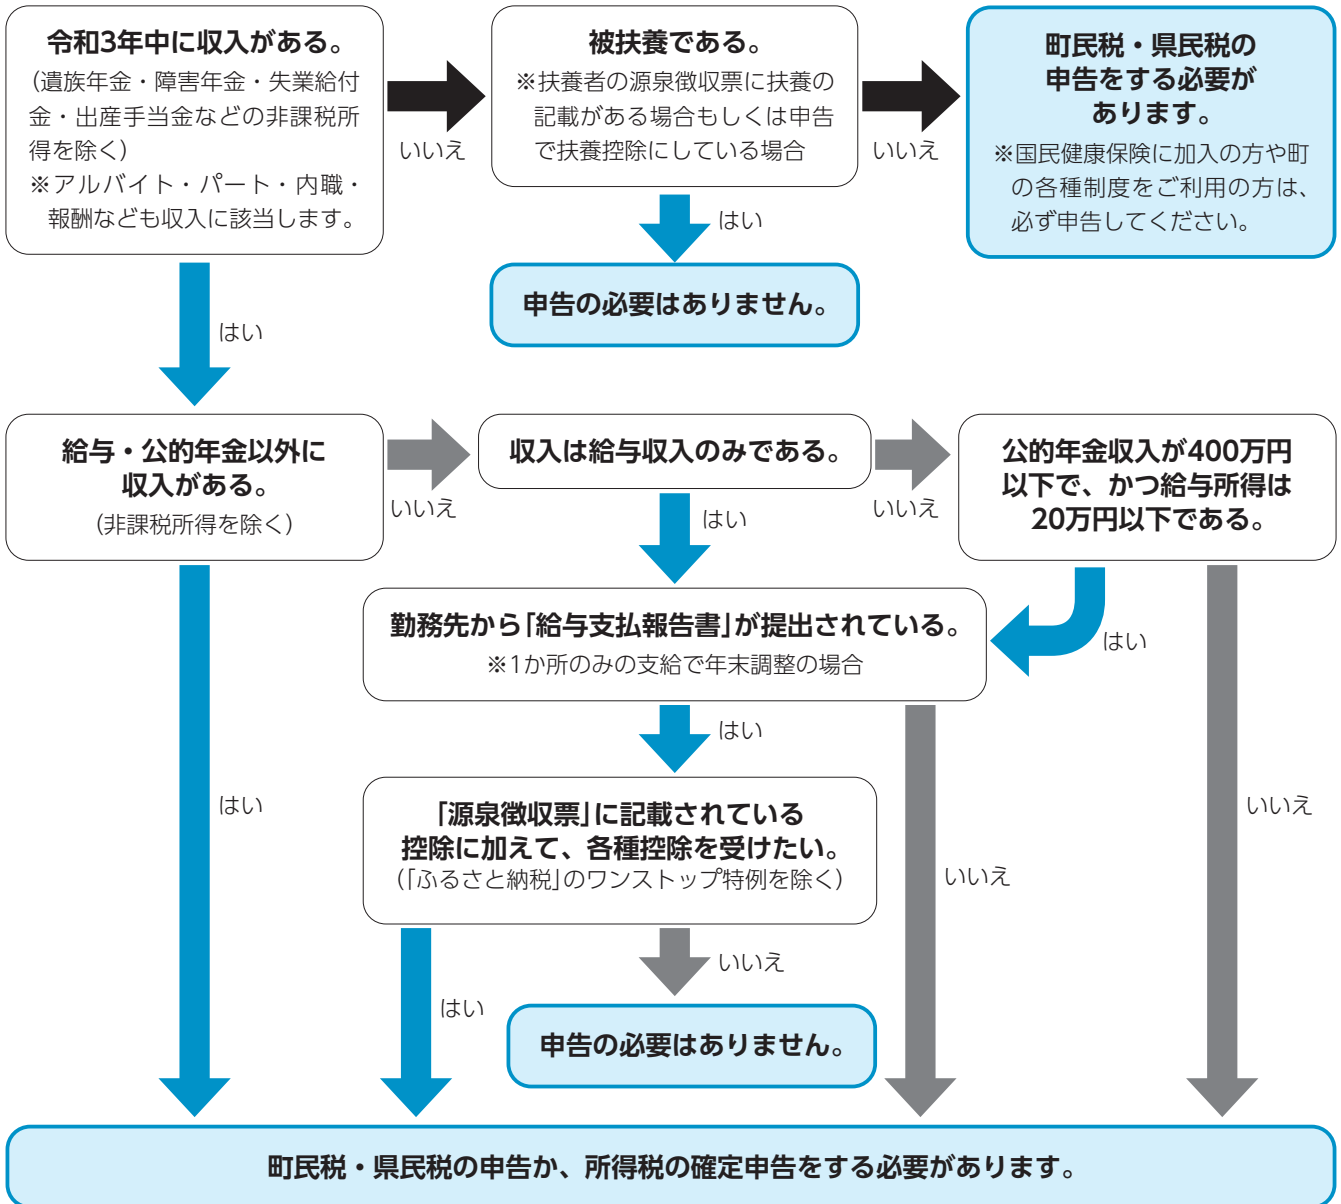 令和3年中に収入がある。
(遺族年金・障害年金・失業給付
金・出産手当金などの非課税所
得を除く)
※アルバイト・パート・内職・
報酬なども収入に該当します。
いいえ
被扶養である。
※扶養者の源泉徴収票に扶養の
記載がある場合もしくは申告
で扶養控除にしている場合
いいえ
町民税・県民税の
申告をする必要が
あります。
※国民健康保険に加入の方や町
の各種制度をご利用の方は、
必ず申告してください。
はい
申告の必要はありません。
はい
給与・公的年金以外に
収入がある。
(非課税所得を除く)
いいえ
収入は給与収入のみである。
いいえ
公的年金収入が400万円
以下で、かつ給与所得は
20万円以下である。
はい
勤務先から「給与支払報告書」が提出されている。
※1か所のみの支給で年末調整の場合
はい
はい
はい
いいえ
「源泉徴収票」に記載されている
控除に加えて、各種控除を受けたい。
(「ふるさと納税」のワンストップ特例を除く)
いいえ
いいえ
はい
申告の必要はありません。
町民税・県民税の申告か、所得税の確定申告をする必要があります。